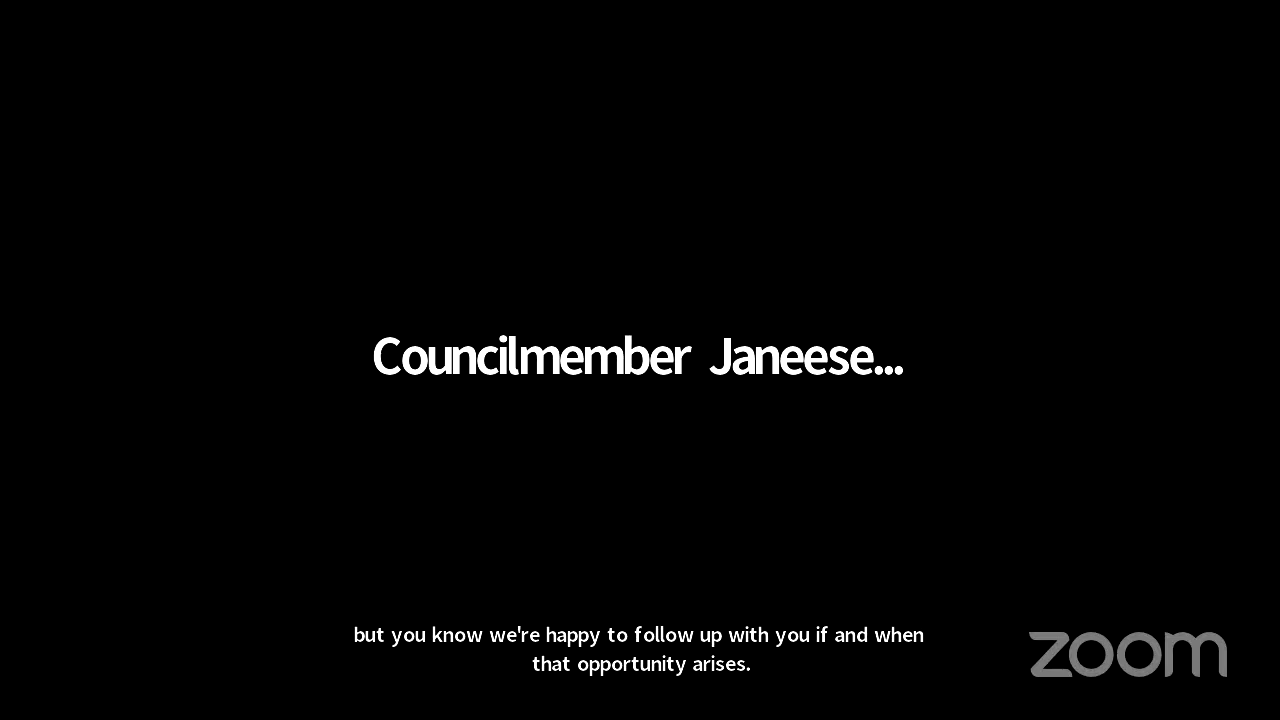 Councilmember Janeese...
but you know we're happy to follow up with you if and when
that opportunity arises.
zoom